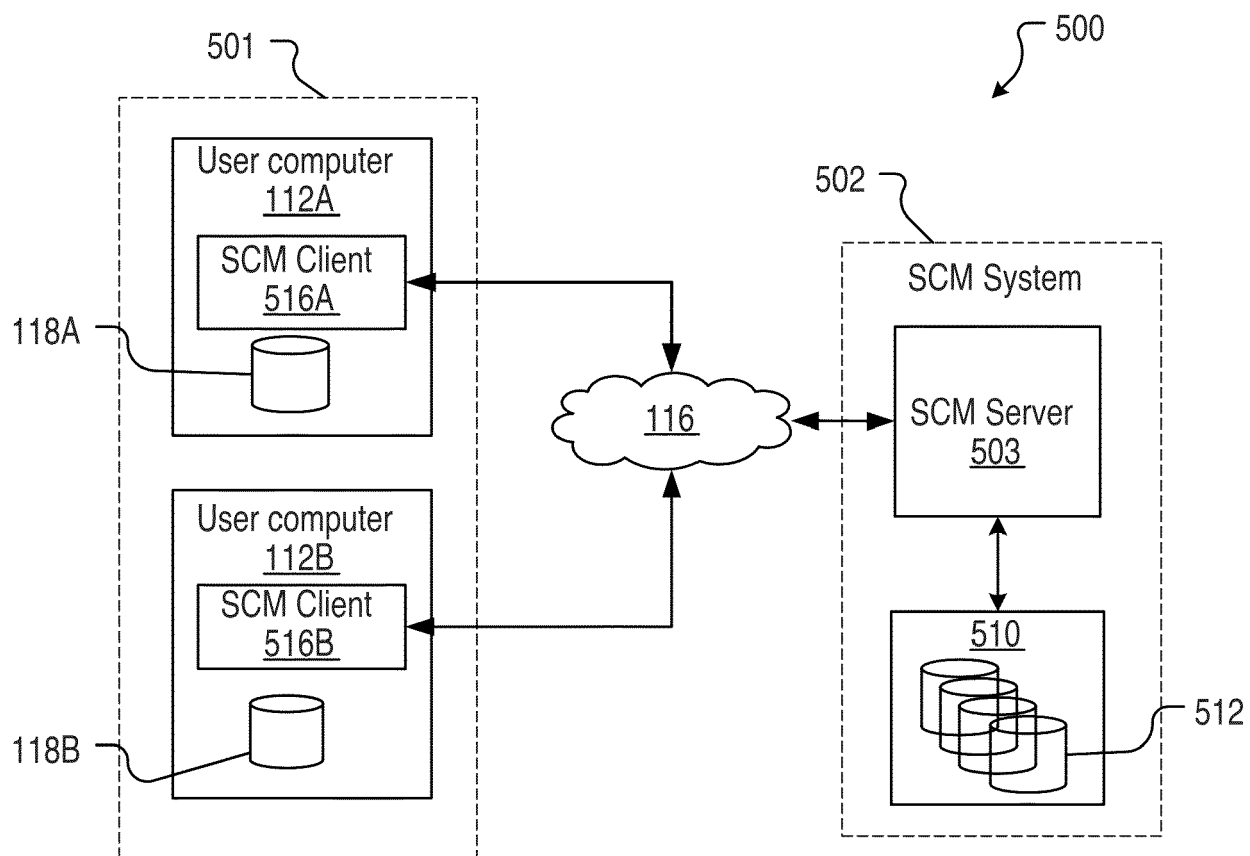 501
500
User computer
112A
SCM Client
516A
118A
502
SCM System
SCM Server
503
116
User computer
112B
SCM Client
516B
118B
510
512